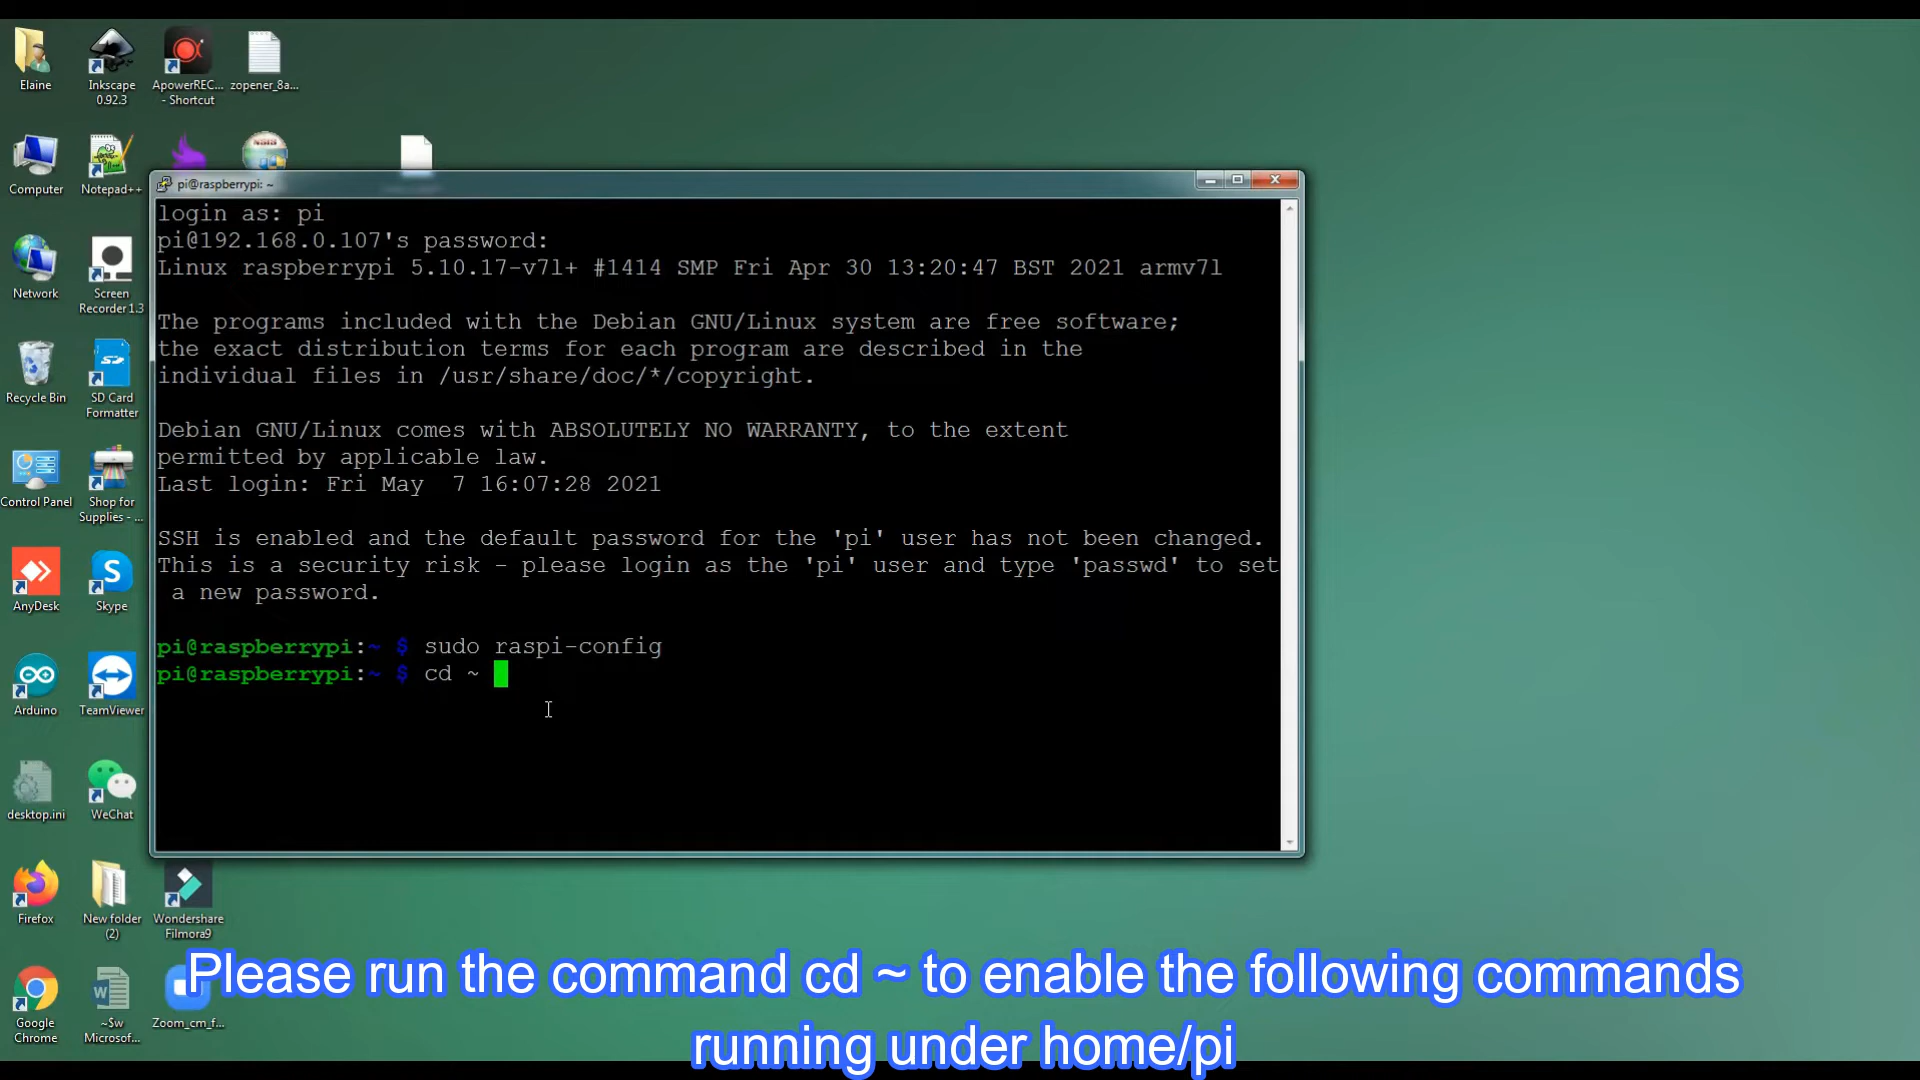 Elaine
Inkscape
0.92.3
ApowerREC...
- Shortcut
zopener_8a...
Computer
Notepad++
Network
Screen
Recorder 1.3
Recycle Bin
SD Card
Formatter
Control Panel
Shop for
Supplies - ...
AnyDesk
Skype
Arduino
TeamViewer
desktop.ini
WeChat
Firefox
New folder
(2)
Wondershare
Filmora9
Google
Chrome
~$w
Microsof...
Zoom_cm_f...
pi@raspberrypi: ~
login as: pi
pi@192.168.0.107's password:
Linux raspberrypi 5.10.17-v7l+ #1414 SMP Fri Apr 30 13:20:47 BST 2021 armv7l
The programs included with the Debian GNU/Linux system are free software;
the exact distribution terms for each program are described in the
individual files in /usr/share/doc/*/copyright.
Debian GNU/Linux comes with ABSOLUTELY NO WARRANTY, to the extent
permitted by applicable law.
Last login: Fri May  7 16:07:28 2021
SSH is enabled and the default password for the 'pi' user has not been changed.
This is a security risk - please login as the 'pi' user and type 'passwd' to set
 a new password.
pi@raspberrypi:~ $ sudo raspi-config
pi@raspberrypi:~ $ cd ~
Please run the command cd ~ to enable the following commands
running under home/pi